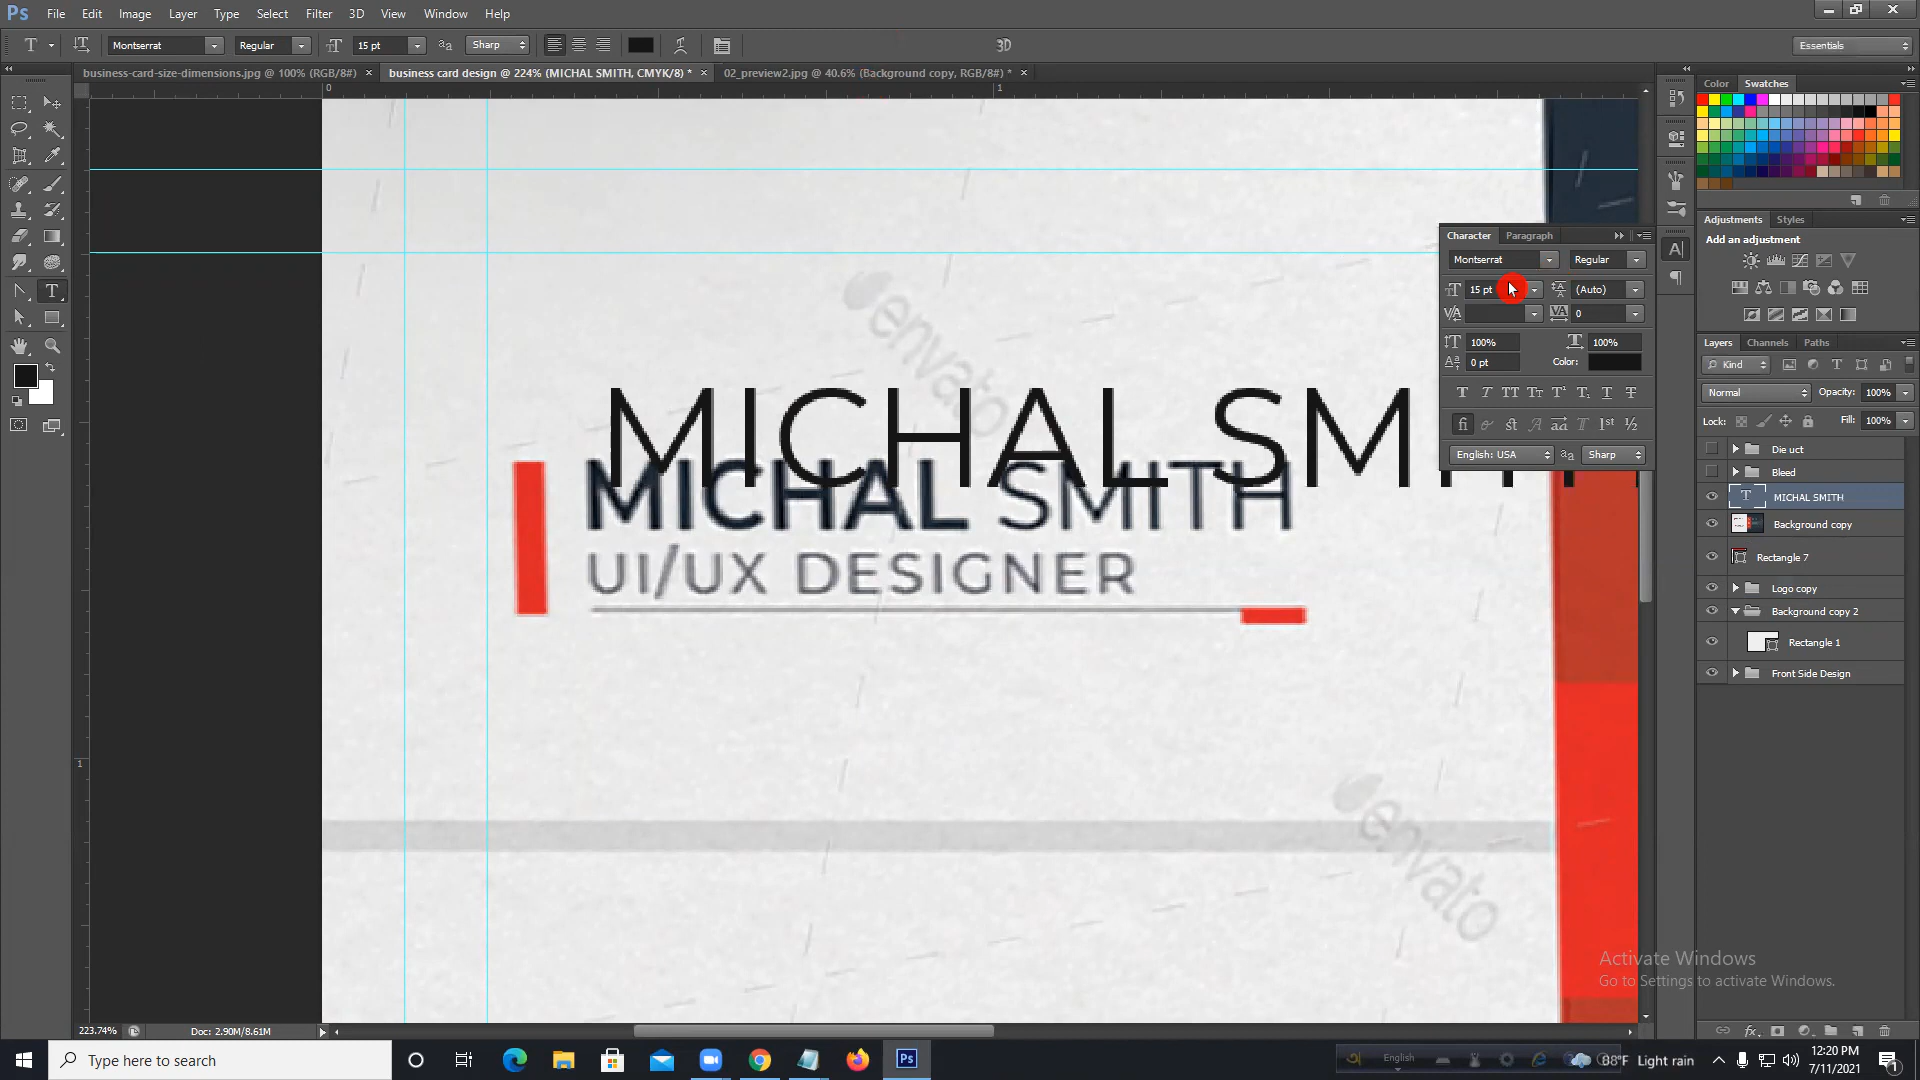 Ps File Edit Image Layer Type Select Filter 3D View Window Help
T Montserrat Regular 15 pt Sharp 3D Essentials
business-card-size-dimensions.jpg @ 100% (RGB/8#) × business card design @ 224% (MICHAL SMITH, CMYK/8) * × 02_preview2.jpg @ 40.6% (Background copy, RGB/8#) * ×
0 1
Color Swatches
Adjustments Styles
Add an adjustment
Character Paragraph
Montserrat Regular
15 pt (Auto)
0
100% 100%
0 pt Color:
English: USA Sharp
Layers Channels Paths
Kind
Normal Opacity: 100%
Lock: Fill: 100%
Die uct
Bleed
MICHAL SMITH
Background copy
Rectangle 7
Logo copy
Background copy 2
Rectangle 1
Front Side Design
envato
MICHAL SM
MICHAL SMITH
UI/UX DESIGNER
1
envato
Activate Windows
Go to Settings to activate Windows.
223.74% Doc: 2.90M/8.61M
Type here to search
English
88°F Light rain
12:20 PM
7/11/2021